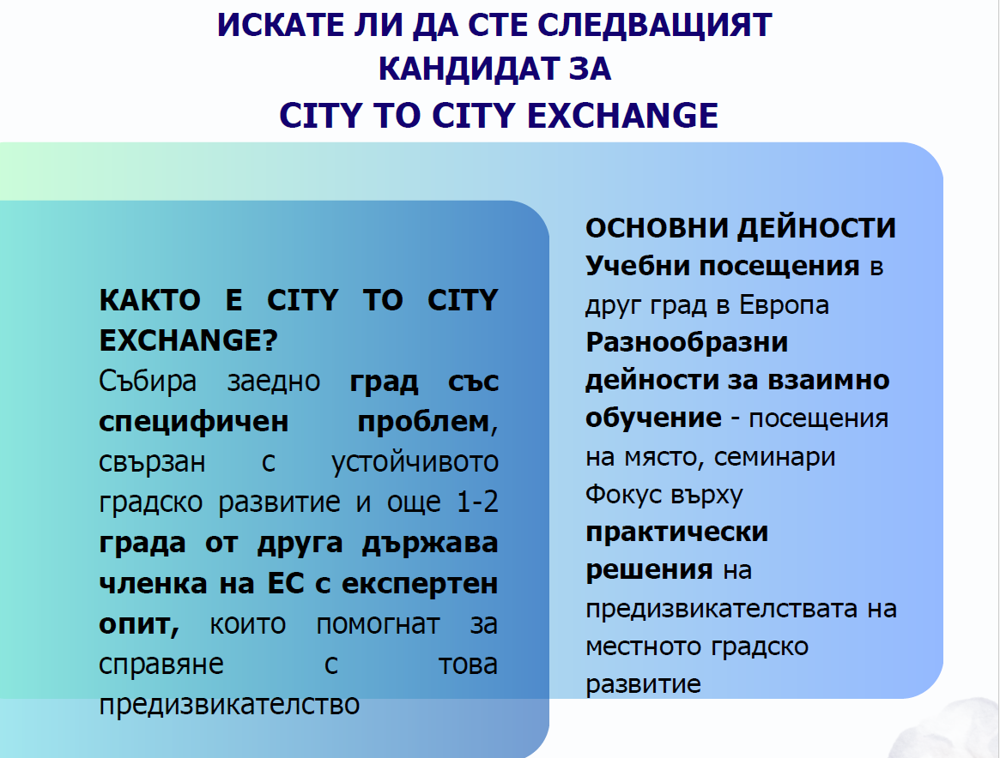 ИСКАТЕ ЛИ ДА СТЕ СЛЕДВАЩИЯТ
КАНДИДАТ ЗА
CITY TO CITY EXCHANGE
КАКТО Е CITY TO CITY
EXCHANGE?
Събира заедно град със
специфичен проблем,
свързан с устойчивото
градско развитие и още 1-2
града от друга държава
членка на ЕС с експертен
опит, които помогнат за
справяне с това
предизвикателство
ОСНОВНИ ДЕЙНОСТИ
Учебни посещения в
друг град в Европа
Разнообразни
дейности за взаимно
обучение - посещения
на място, семинари
Фокус върху
практически
решения на
предизвикателствата на
местното градско
развитие